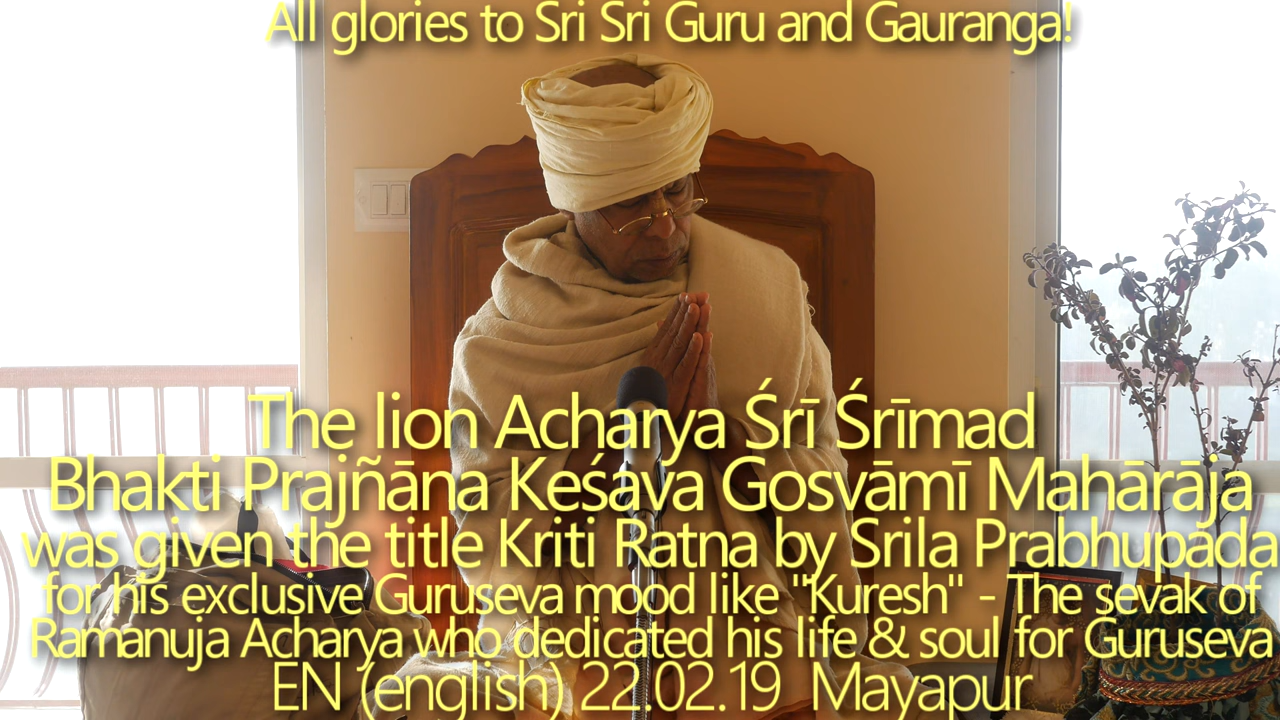 All glories to Sri Sri Guru and Gauranga!
The lion Acharya Śrī Śrīmad
Bhakti Prajñāna Keśava Gosvāmī Mahārāja
was given the title Kriti Ratna by Srila Prabhupada
for his exclusive Guruseva mood like "Kuresh" - The sevak of
Ramanuja Acharya who dedicated his life & soul for Guruseva
EN (english) 22.02.19 Mayapur